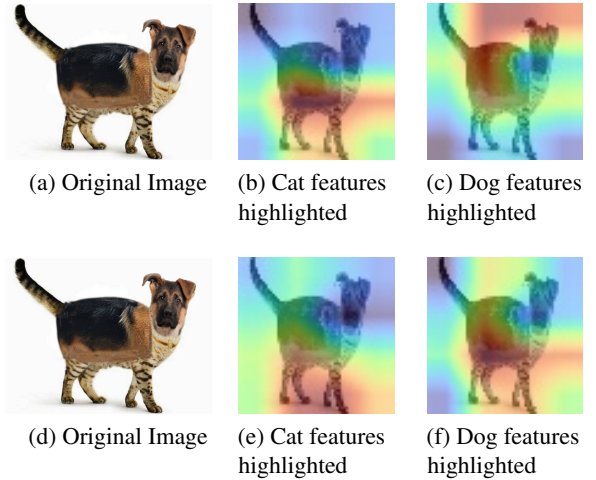 (a) Original Image
(b) Cat features
highlighted
(c) Dog features
highlighted
(d) Original Image
(e) Cat features
highlighted
(f) Dog features
highlighted